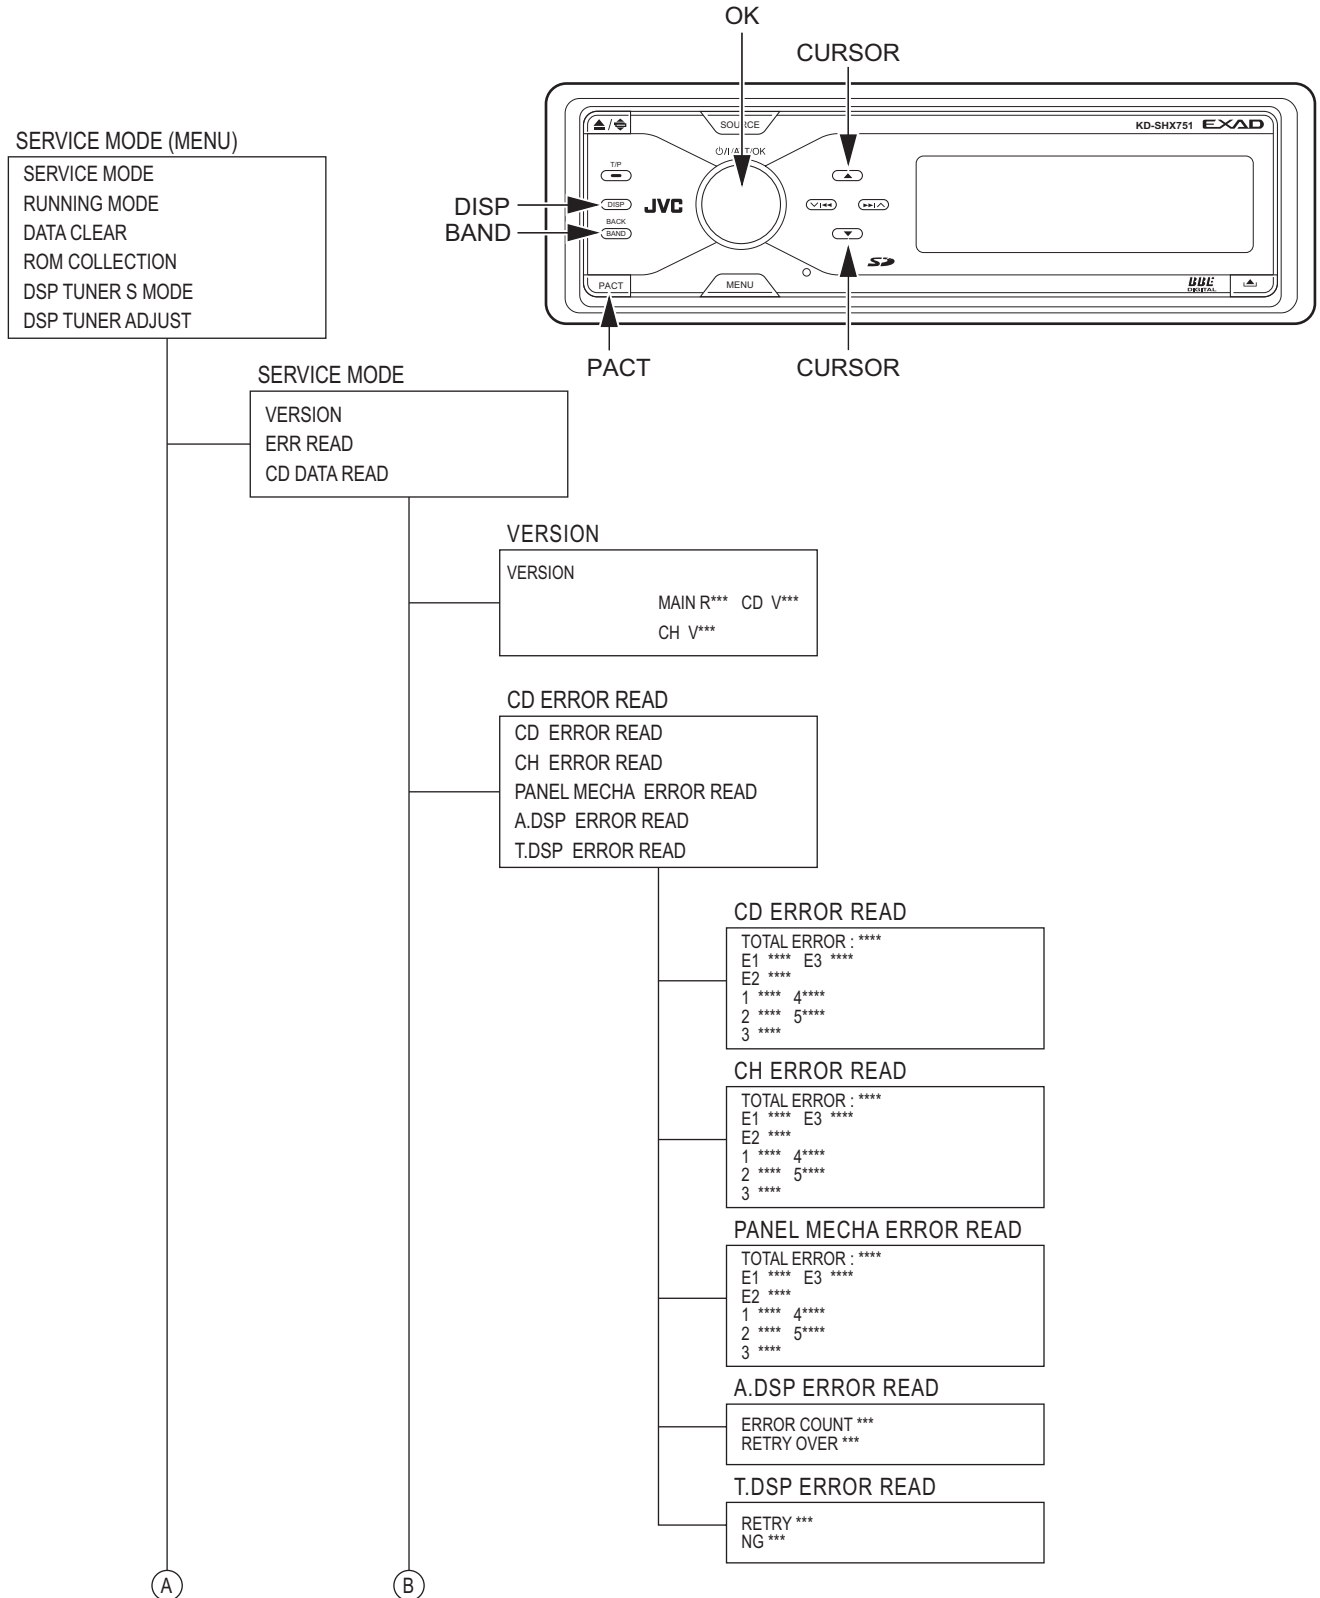 OK
CURSOR
KD-SHX751 EXAD
SOURCE
T/P
DISP
DISP
JVC
BACK
BAND
BAND
PACT
MENU
SD
BBE
DIGITAL
PACT
CURSOR
SERVICE MODE (MENU)
SERVICE MODE
RUNNING MODE
DATA CLEAR
ROM COLLECTION
DSP TUNER S MODE
DSP TUNER ADJUST
SERVICE MODE
VERSION
ERR READ
CD DATA READ
VERSION
VERSION
MAIN R*** CD V***
CH V***
CD ERROR READ
CD ERROR READ
CH ERROR READ
PANEL MECHA ERROR READ
A.DSP ERROR READ
T.DSP ERROR READ
CD ERROR READ
TOTAL ERROR : ****
E1 **** E3 ****
E2 ****
1 **** 4****
2 **** 5****
3 ****
CH ERROR READ
TOTAL ERROR : ****
E1 **** E3 ****
E2 ****
1 **** 4****
2 **** 5****
3 ****
PANEL MECHA ERROR READ
TOTAL ERROR : ****
E1 **** E3 ****
E2 ****
1 **** 4****
2 **** 5****
3 ****
A.DSP ERROR READ
ERROR COUNT ***
RETRY OVER ***
T.DSP ERROR READ
RETRY ***
NG ***
A
B